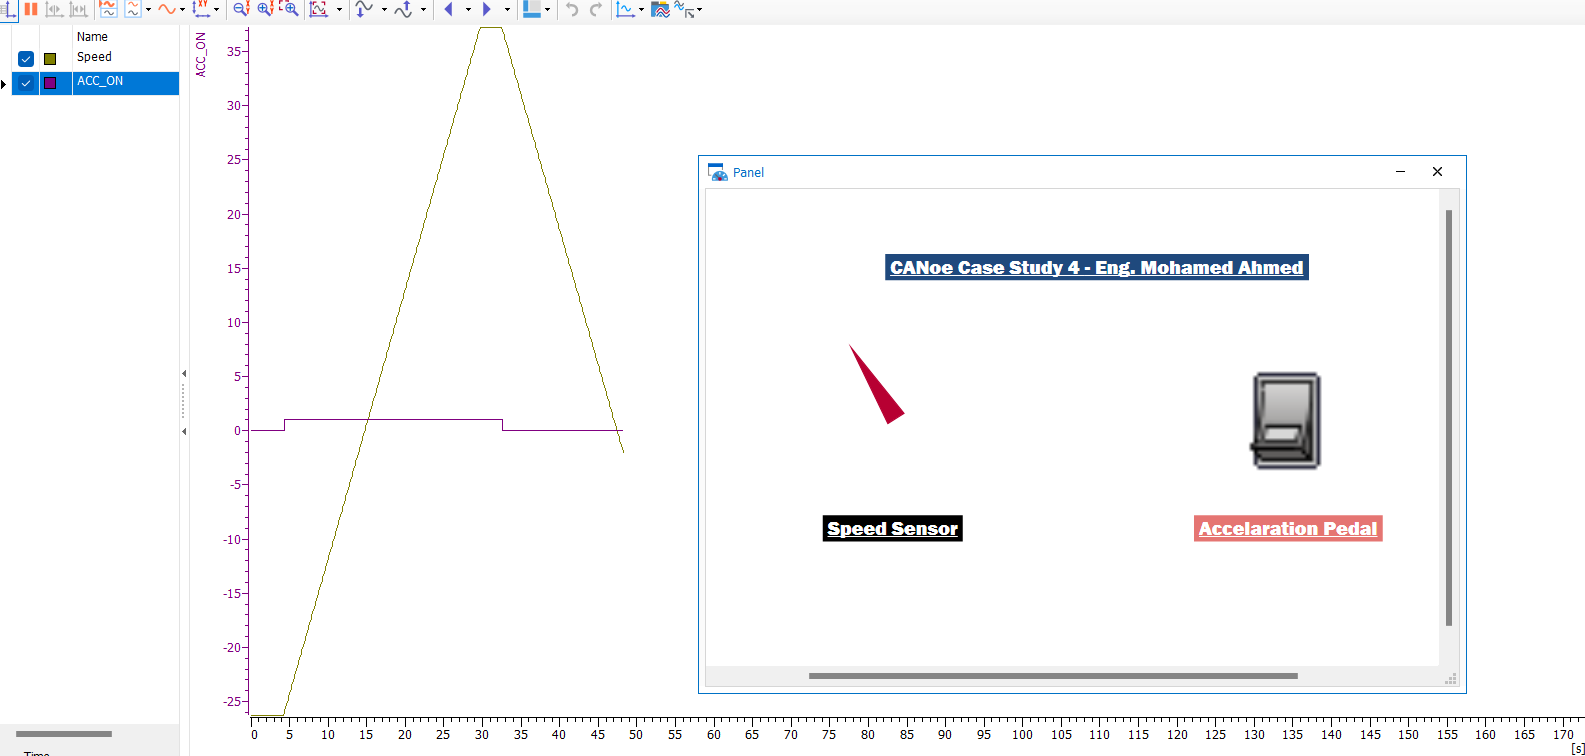 XY
Name
Speed
ACC_ON
ACC_ON
35
30
25
20
15
10
5
0
-5
-10
-15
-20
-25
0 5 10 15 20 25 30 35 40 45 50 55 60 65 70 75 80 85 90 95 100 105 110 115 120 125 130 135 140 145 150 155 160 165 170
[s]
Panel
CANoe Case Study 4 - Eng. Mohamed Ahmed
Speed Sensor
Accelaration Pedal
Time